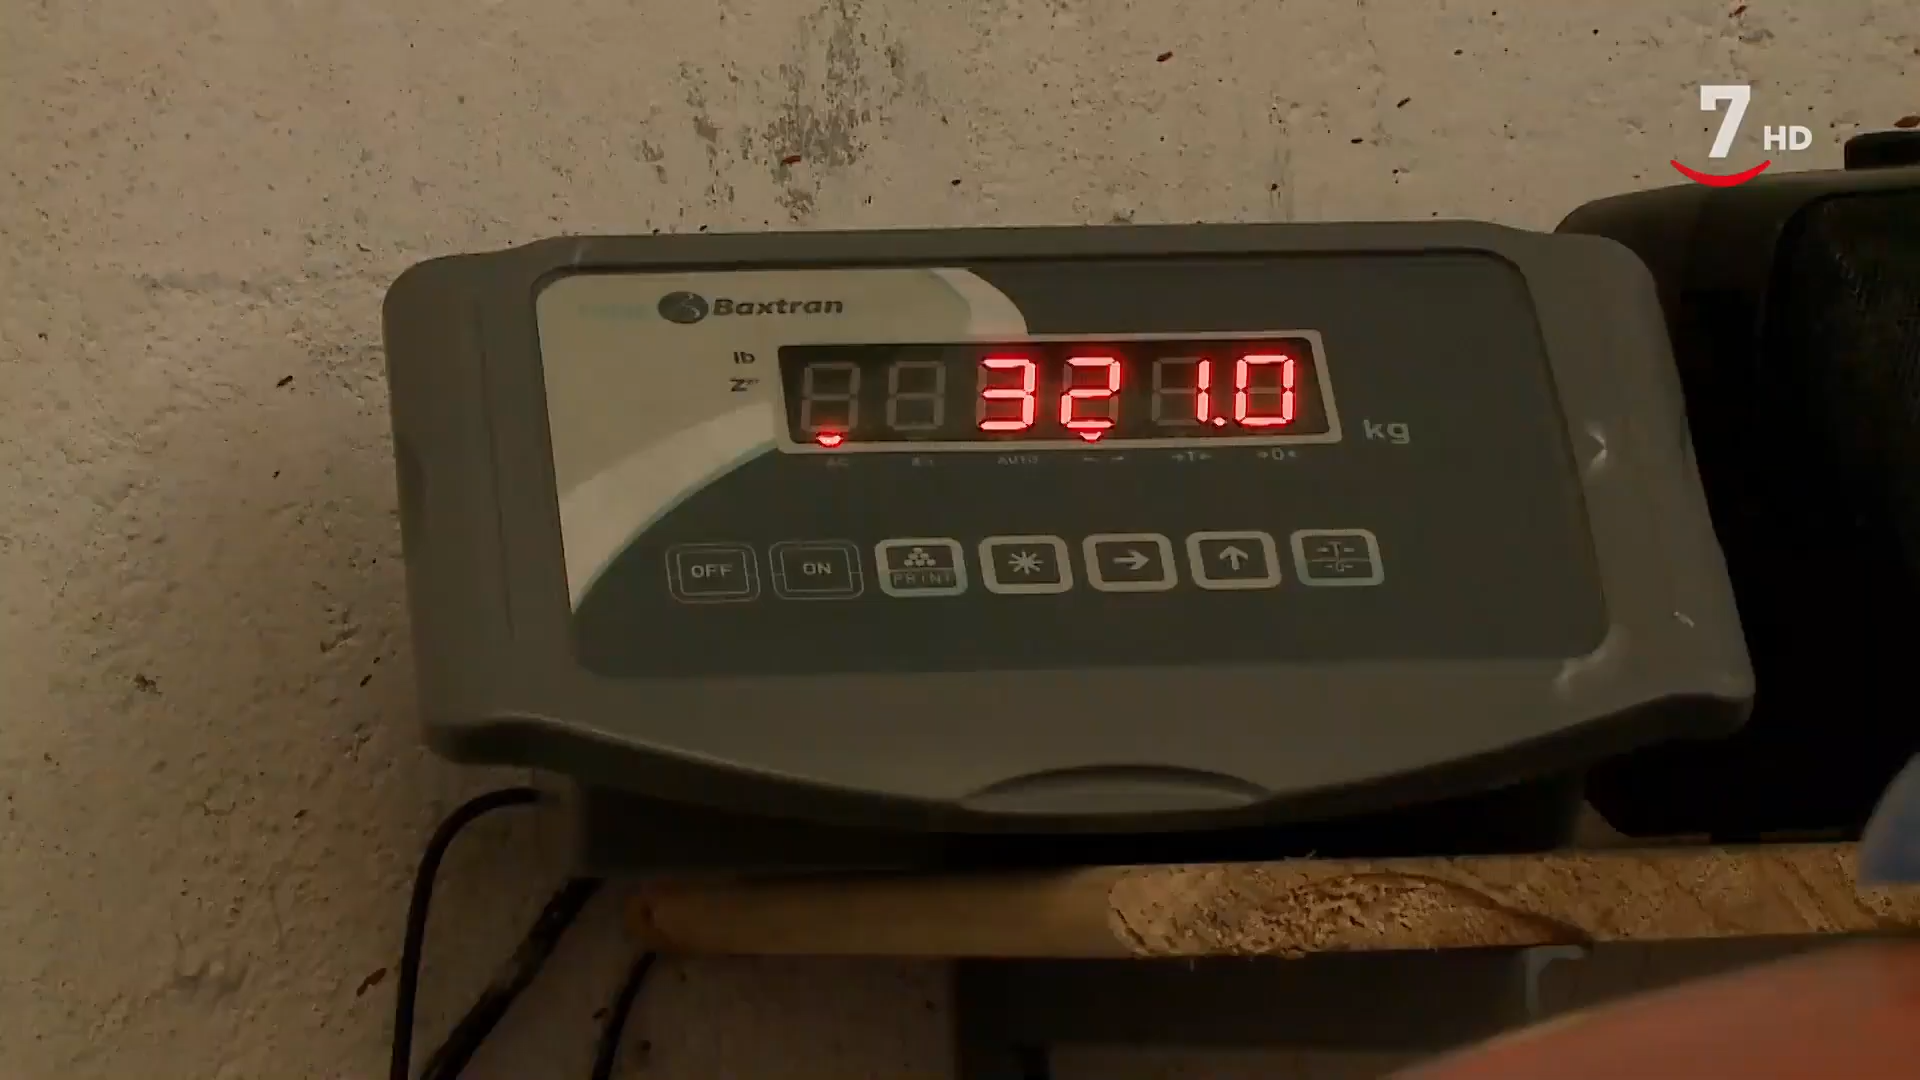 7 HD
Baxtran
lb
321.0
kg
AUTO
OFF
ON
PRINT